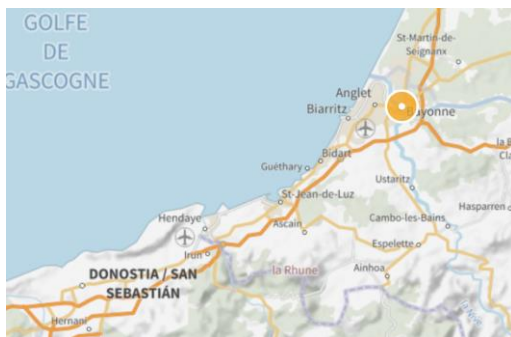 GOLFE
DE
GASCOGNE
St-Martin-de-
Seignanx
Anglet
Bayonne
Biarritz
Bidart
Guéthary
Ustaritz
St-Jean-de-Luz
Hasparren
Cambo-les-Bains
Hendaye
Ascain
Espelette
Irun
la Rhune
Ainhoa
DONOSTIA / SAN
SEBASTIÁN
Hernani
la Nive